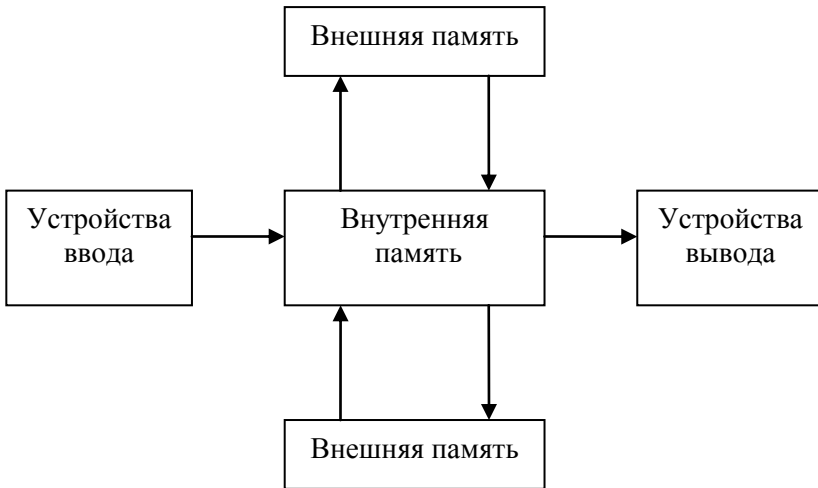 Внешняя память
Устройства
ввода
Внутренняя
память
Устройства
вывода
Внешняя память